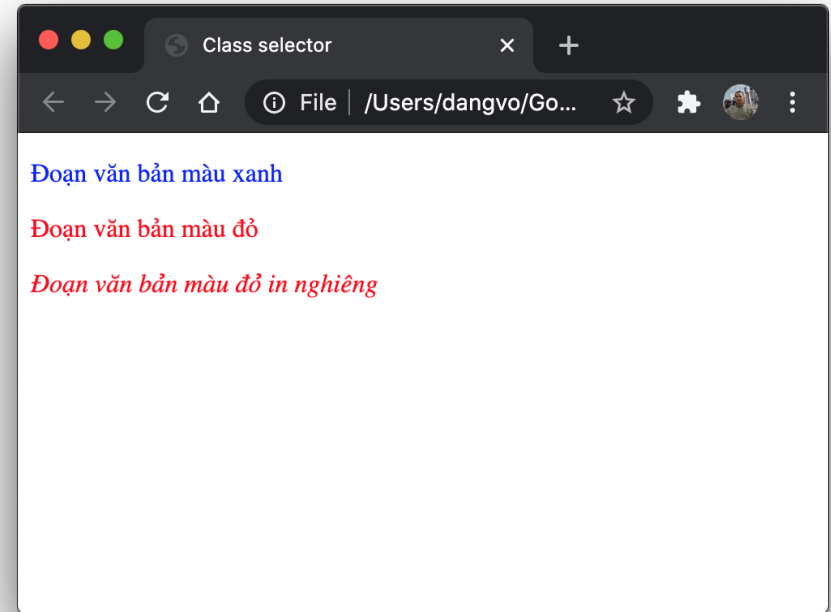 Class selector
File /Users/dangvo/Go...
Đoạn văn bản màu xanh
Đoạn văn bản màu đỏ
Đoạn văn bản màu đỏ in nghiêng